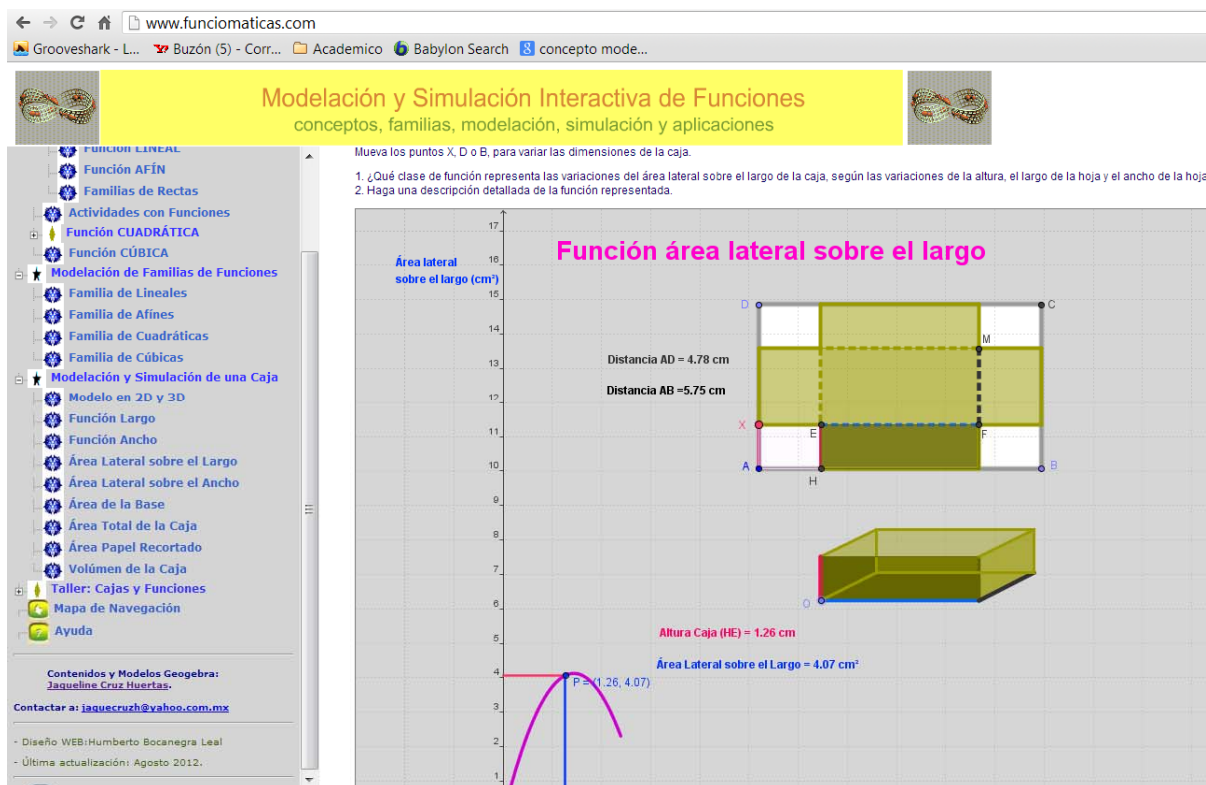 www.funciomaticas.com
Grooveshark - L... Buzón (5) - Corr... Academico Babylon Search concepto mode...
Modelación y Simulación Interactiva de Funciones
conceptos, familias, modelación, simulación y aplicaciones
Función LINEAL
Función AFÍN
Familias de Rectas
Actividades con Funciones
Función CUADRÁTICA
Función CÚBICA
Modelación de Familias de Funciones
Familia de Lineales
Familia de Afínes
Familia de Cuadráticas
Familia de Cúbicas
Modelación y Simulación de una Caja
Modelo en 2D y 3D
Función Largo
Función Ancho
Área Lateral sobre el Largo
Área Lateral sobre el Ancho
Área de la Base
Área Total de la Caja
Área Papel Recortado
Volúmen de la Caja
Taller: Cajas y Funciones
Mapa de Navegación
Ayuda
Contenidos y Modelos Geogebra:
Jaqueline Cruz Huertas.
Contactar a: jaquecruzh@yahoo.com.mx
- Diseño WEB:Humberto Bocanegra Leal
- Última actualización: Agosto 2012.
Mueva los puntos X, D o B, para variar las dimensiones de la caja.
1. ¿Qué clase de función representa las variaciones del área lateral sobre el largo de la caja, según las variaciones de la altura, el largo de la hoja y el ancho de la hoja
2. Haga una descripción detallada de la función representada.
Función área lateral sobre el largo
Área lateral
sobre el largo (cm²)
17
16
15
14
13
12
11
10
9
8
7
6
5
4
3
2
1
D
C
M
Distancia AD = 4.78 cm
Distancia AB =5.75 cm
X
E
F
A
B
H
O
Altura Caja (HE) = 1.26 cm
Área Lateral sobre el Largo = 4.07 cm²
P = (1.26, 4.07)